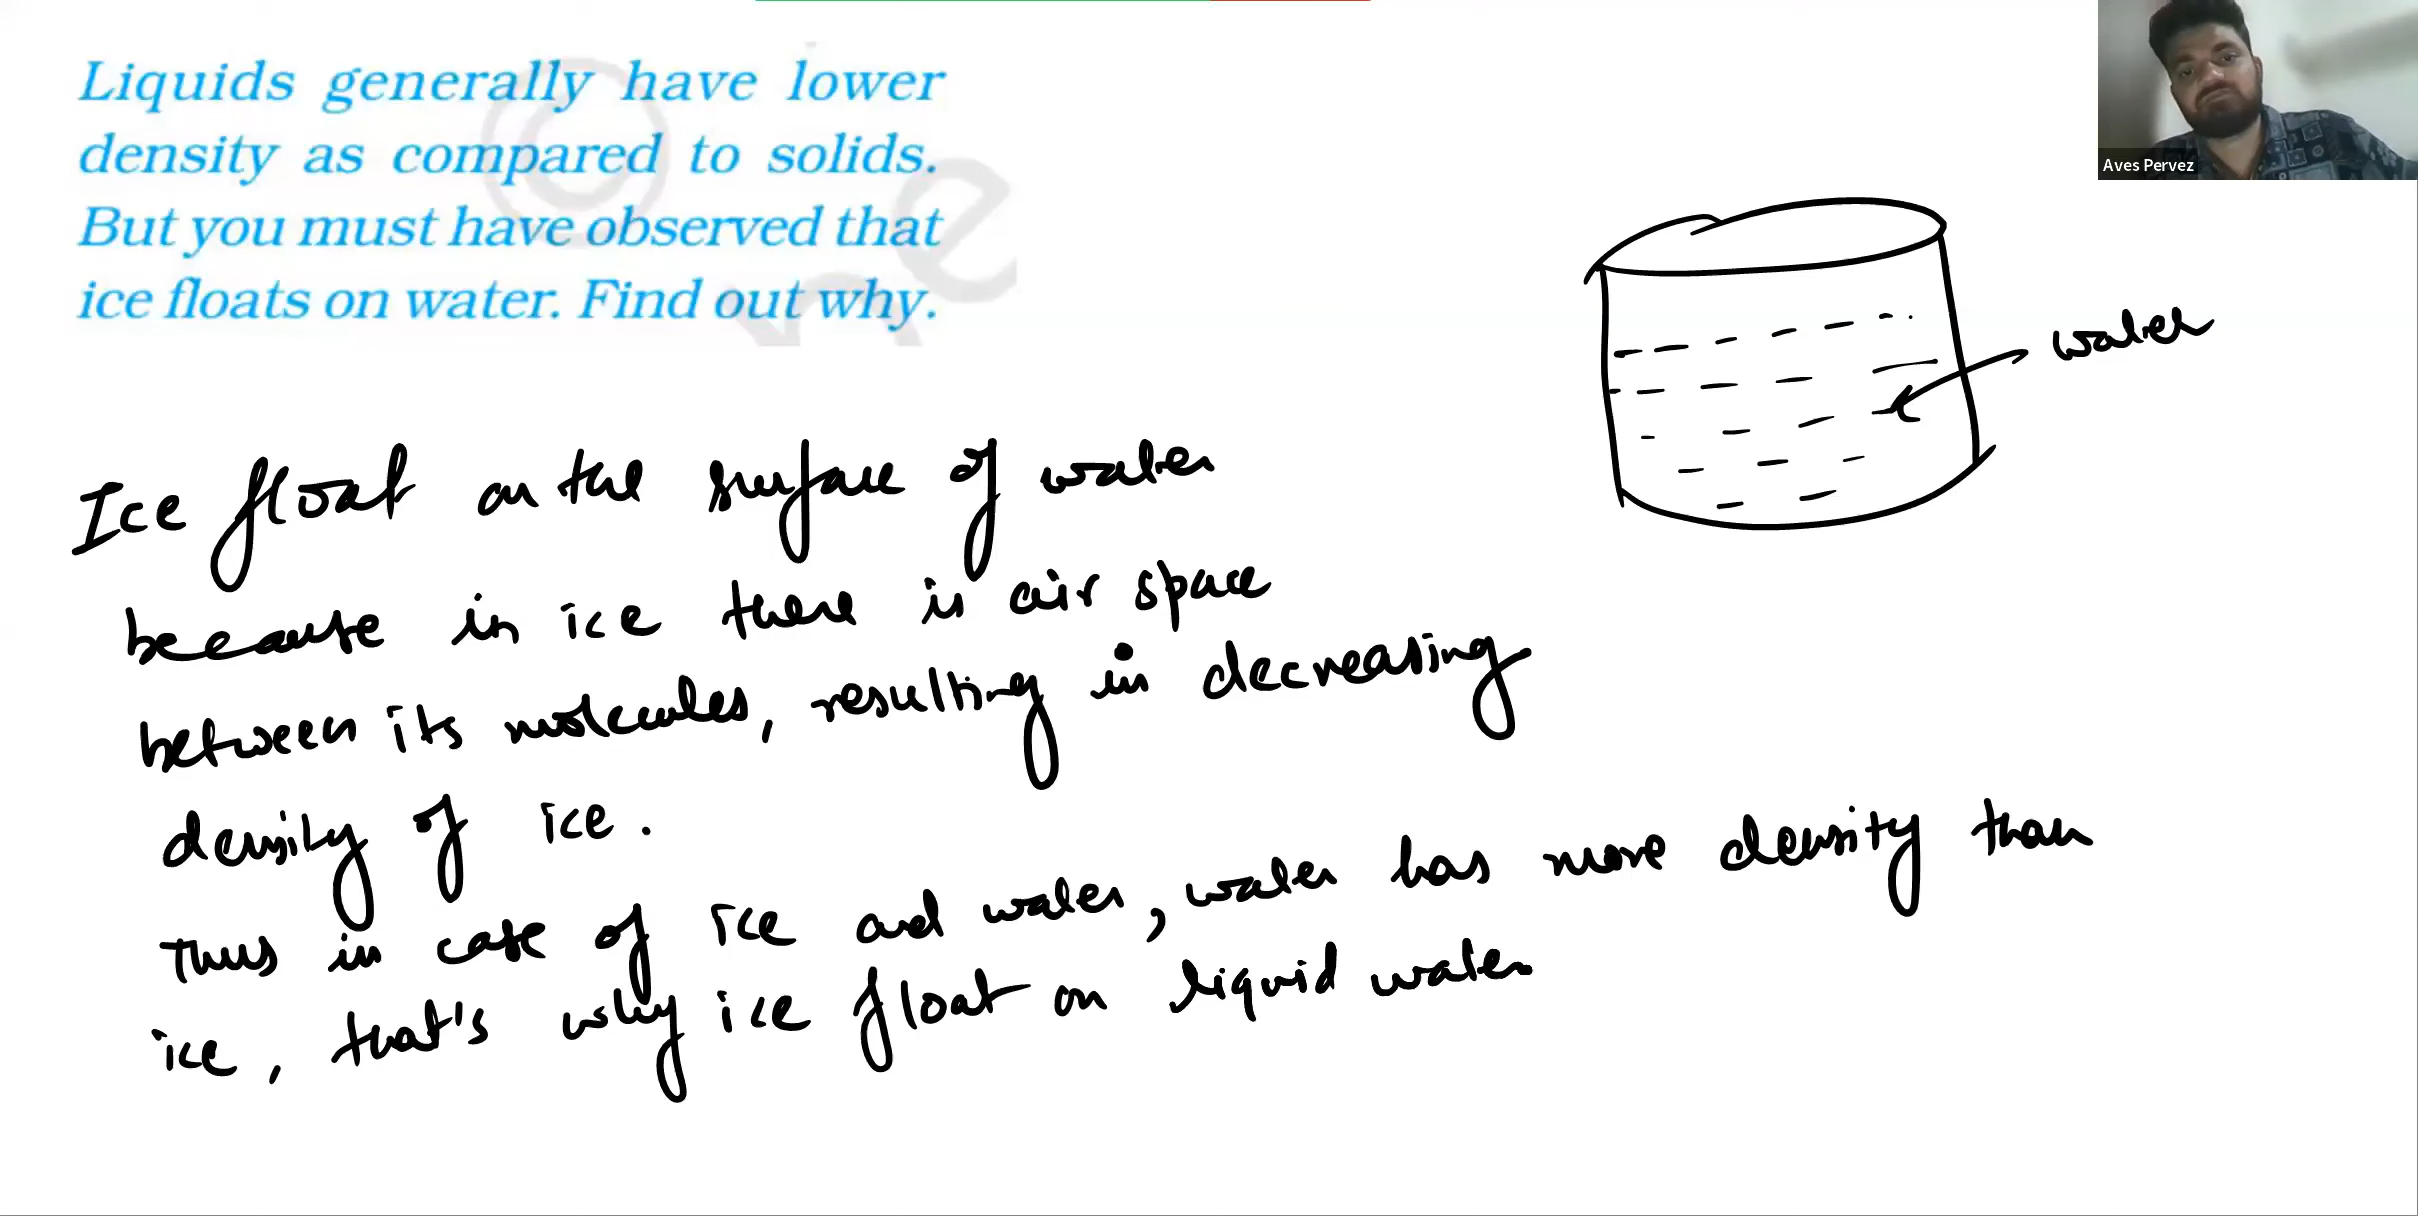 Liquids generally have lower
density as compared to solids.
But you must have observed that
ice floats on water. Find out why.
Aves Pervez
water
Ice float on the surface of water
because in ice there is air space
between its molecules, resulting in decreasing
density of ice.
Thus in case of ice and water, water has more density than
ice, that's why ice float on liquid water